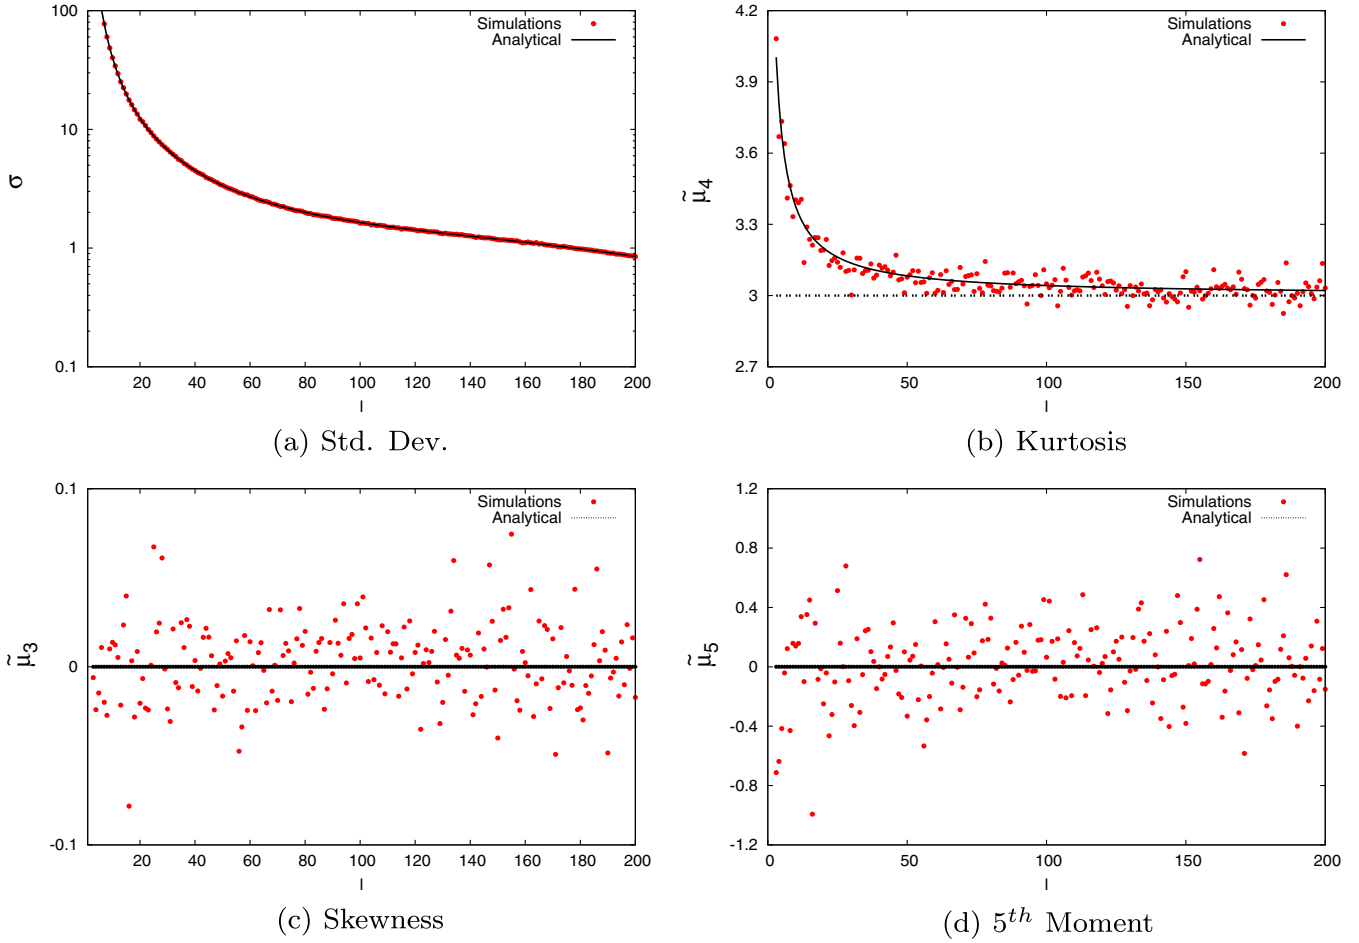 Simulations
Analytical
100
10
1
0.1
σ
20 40 60 80 100 120 140 160 180 200
l
(a) Std. Dev.
Simulations
Analytical
4.2
3.9
3.6
3.3
3
2.7
μ̃4
0 50 100 150 200
l
(b) Kurtosis
Simulations
Analytical
0.1
0
-0.1
μ̃3
20 40 60 80 100 120 140 160 180 200
l
(c) Skewness
Simulations
Analytical
1.2
0.8
0.4
0
-0.4
-0.8
-1.2
μ̃5
0 50 100 150 200
l
(d) 5th Moment